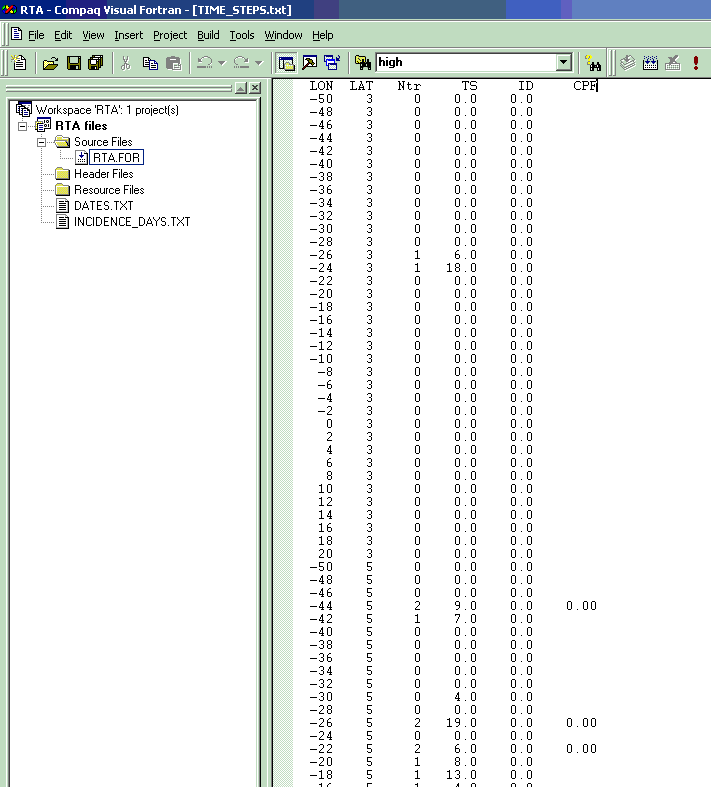 RTA - Compaq Visual Fortran - [TIME_STEPS.txt]
File Edit View Insert Project Build Tools Window Help
high
Workspace 'RTA': 1 project(s)
RTA files
Source Files
RTA.FOR
Header Files
Resource Files
DATES.TXT
INCIDENCE_DAYS.TXT
LON LAT Ntr TS ID CPR
-50 3 0 0.0 0.0
-48 3 0 0.0 0.0
-46 3 0 0.0 0.0
-44 3 0 0.0 0.0
-42 3 0 0.0 0.0
-40 3 0 0.0 0.0
-38 3 0 0.0 0.0
-36 3 0 0.0 0.0
-34 3 0 0.0 0.0
-32 3 0 0.0 0.0
-30 3 0 0.0 0.0
-28 3 0 0.0 0.0
-26 3 1 6.0 0.0
-24 3 1 18.0 0.0
-22 3 0 0.0 0.0
-20 3 0 0.0 0.0
-18 3 0 0.0 0.0
-16 3 0 0.0 0.0
-14 3 0 0.0 0.0
-12 3 0 0.0 0.0
-10 3 0 0.0 0.0
-8 3 0 0.0 0.0
-6 3 0 0.0 0.0
-4 3 0 0.0 0.0
-2 3 0 0.0 0.0
0 3 0 0.0 0.0
2 3 0 0.0 0.0
4 3 0 0.0 0.0
6 3 0 0.0 0.0
8 3 0 0.0 0.0
10 3 0 0.0 0.0
12 3 0 0.0 0.0
14 3 0 0.0 0.0
16 3 0 0.0 0.0
18 3 0 0.0 0.0
20 3 0 0.0 0.0
-50 5 0 0.0 0.0
-48 5 0 0.0 0.0
-46 5 0 0.0 0.0
-44 5 2 9.0 0.0 0.00
-42 5 1 7.0 0.0
-40 5 0 0.0 0.0
-38 5 0 0.0 0.0
-36 5 0 0.0 0.0
-34 5 0 0.0 0.0
-32 5 0 0.0 0.0
-30 5 0 4.0 0.0
-28 5 0 0.0 0.0
-26 5 2 19.0 0.0 0.00
-24 5 0 0.0 0.0
-22 5 2 6.0 0.0 0.00
-20 5 1 8.0 0.0
-18 5 1 13.0 0.0